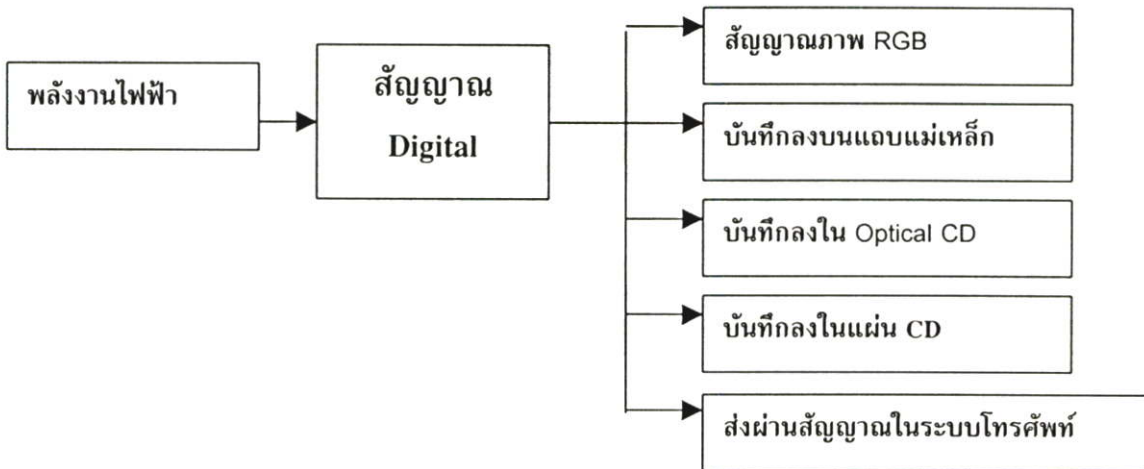 พลังงานไฟฟ้า
สัญญาณ
Digital
สัญญาณภาพ RGB
บันทึกลงบนแถบแม่เหล็ก
บันทึกลงใน Optical CD
บันทึกลงในแผ่น CD
ส่งผ่านสัญญาณในระบบโทรศัพท์